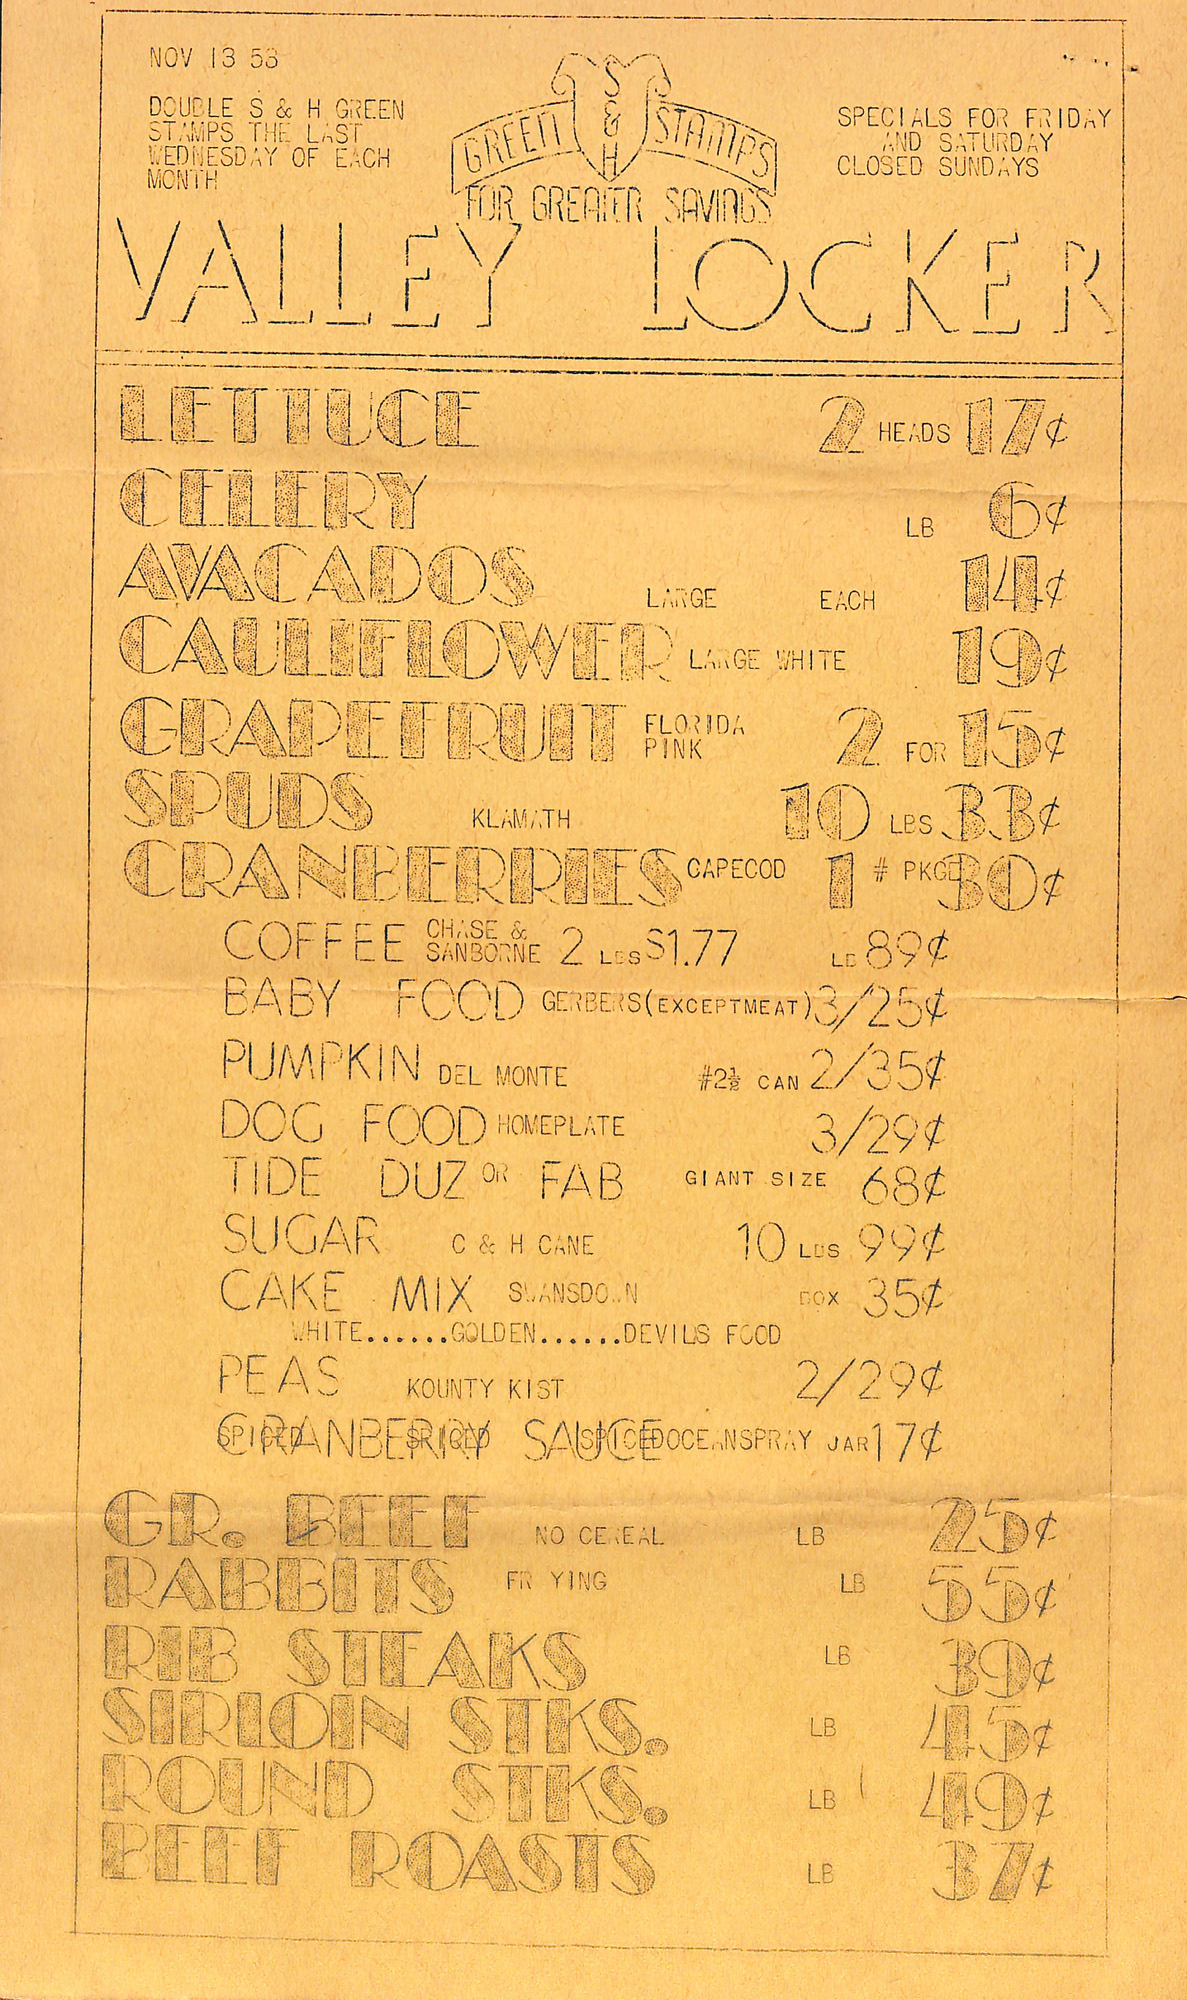 NOV 13 53
DOUBLE S & H GREEN
STAMPS THE LAST
WEDNESDAY OF EACH
MONTH
S & H
GREEN STAMPS
FOR GREATER SAVINGS
SPECIALS FOR FRIDAY
AND SATURDAY
CLOSED SUNDAYS
VALLEY LOCKER
LETTUCE 2 HEADS 17¢
CELERY LB 6¢
AVACADOS LARGE EACH 14¢
CAULIFLOWER LARGE WHITE 19¢
GRAPEFRUIT FLORIDA PINK 2 FOR 15¢
SPUDS KLAMATH 10 LBS 33¢
CRANBERRIES CAPECOD 1 # PKGE 30¢
COFFEE CHASE & SANBORNE 2 LBS $1.77 LB 89¢
BABY FOOD GERBERS(EXCEPTMEAT) 3/25¢
PUMPKIN DEL MONTE #2½ CAN 2/35¢
DOG FOOD HOMEPLATE 3/29¢
TIDE DUZ OR FAB GIANT SIZE 68¢
SUGAR C & H CANE 10 LBS 99¢
CAKE MIX SWANSDOWN BOX 35¢
WHITE......GOLDEN......DEVILS FOOD
PEAS KOUNTY KIST 2/29¢
CRANBERRY SAUCE SPICED SPICED SPICED OCEANSPRAY JAR 17¢
GR. BEEF NO CEREAL LB 25¢
RABBITS FRYING LB 55¢
RIB STEAKS LB 39¢
SIRLOIN STKS. LB 45¢
ROUND STKS. LB 49¢
BEEF ROASTS LB 37¢